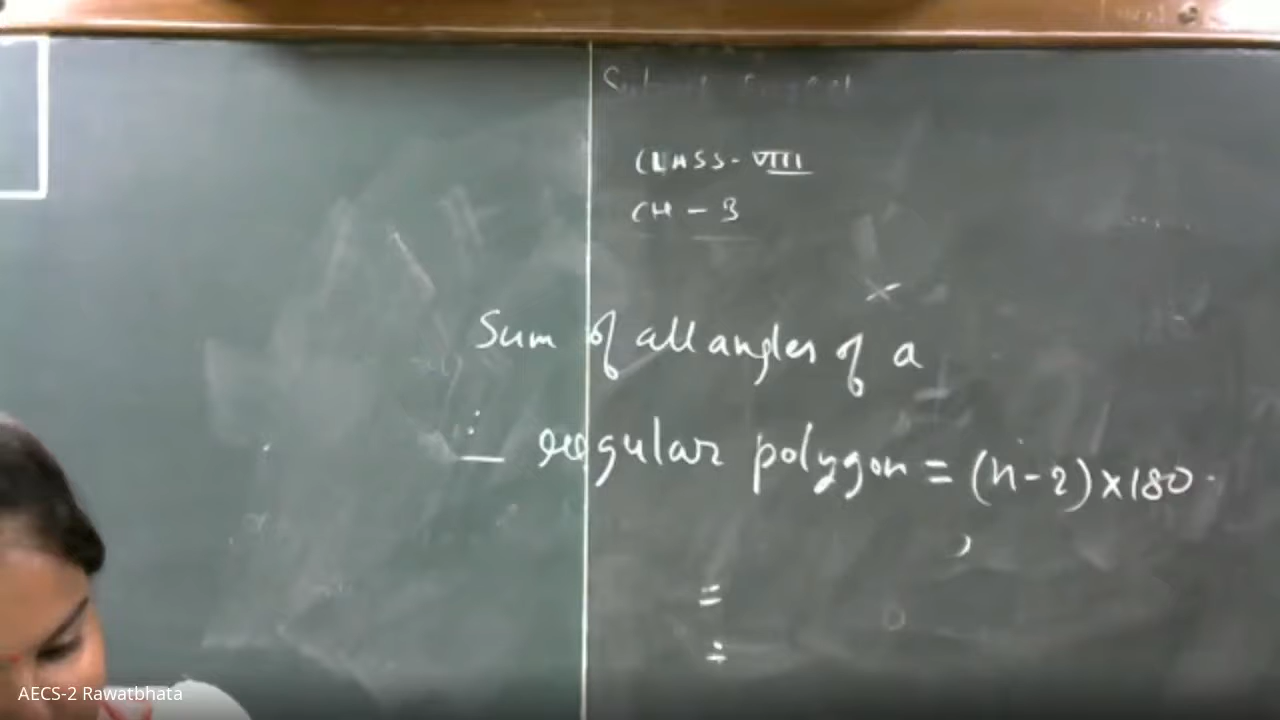 CLASS- VIII
CH - 3
Sum of all angles of a
regular polygon = (n-2)×180
=
=
AECS-2 Rawatbhata